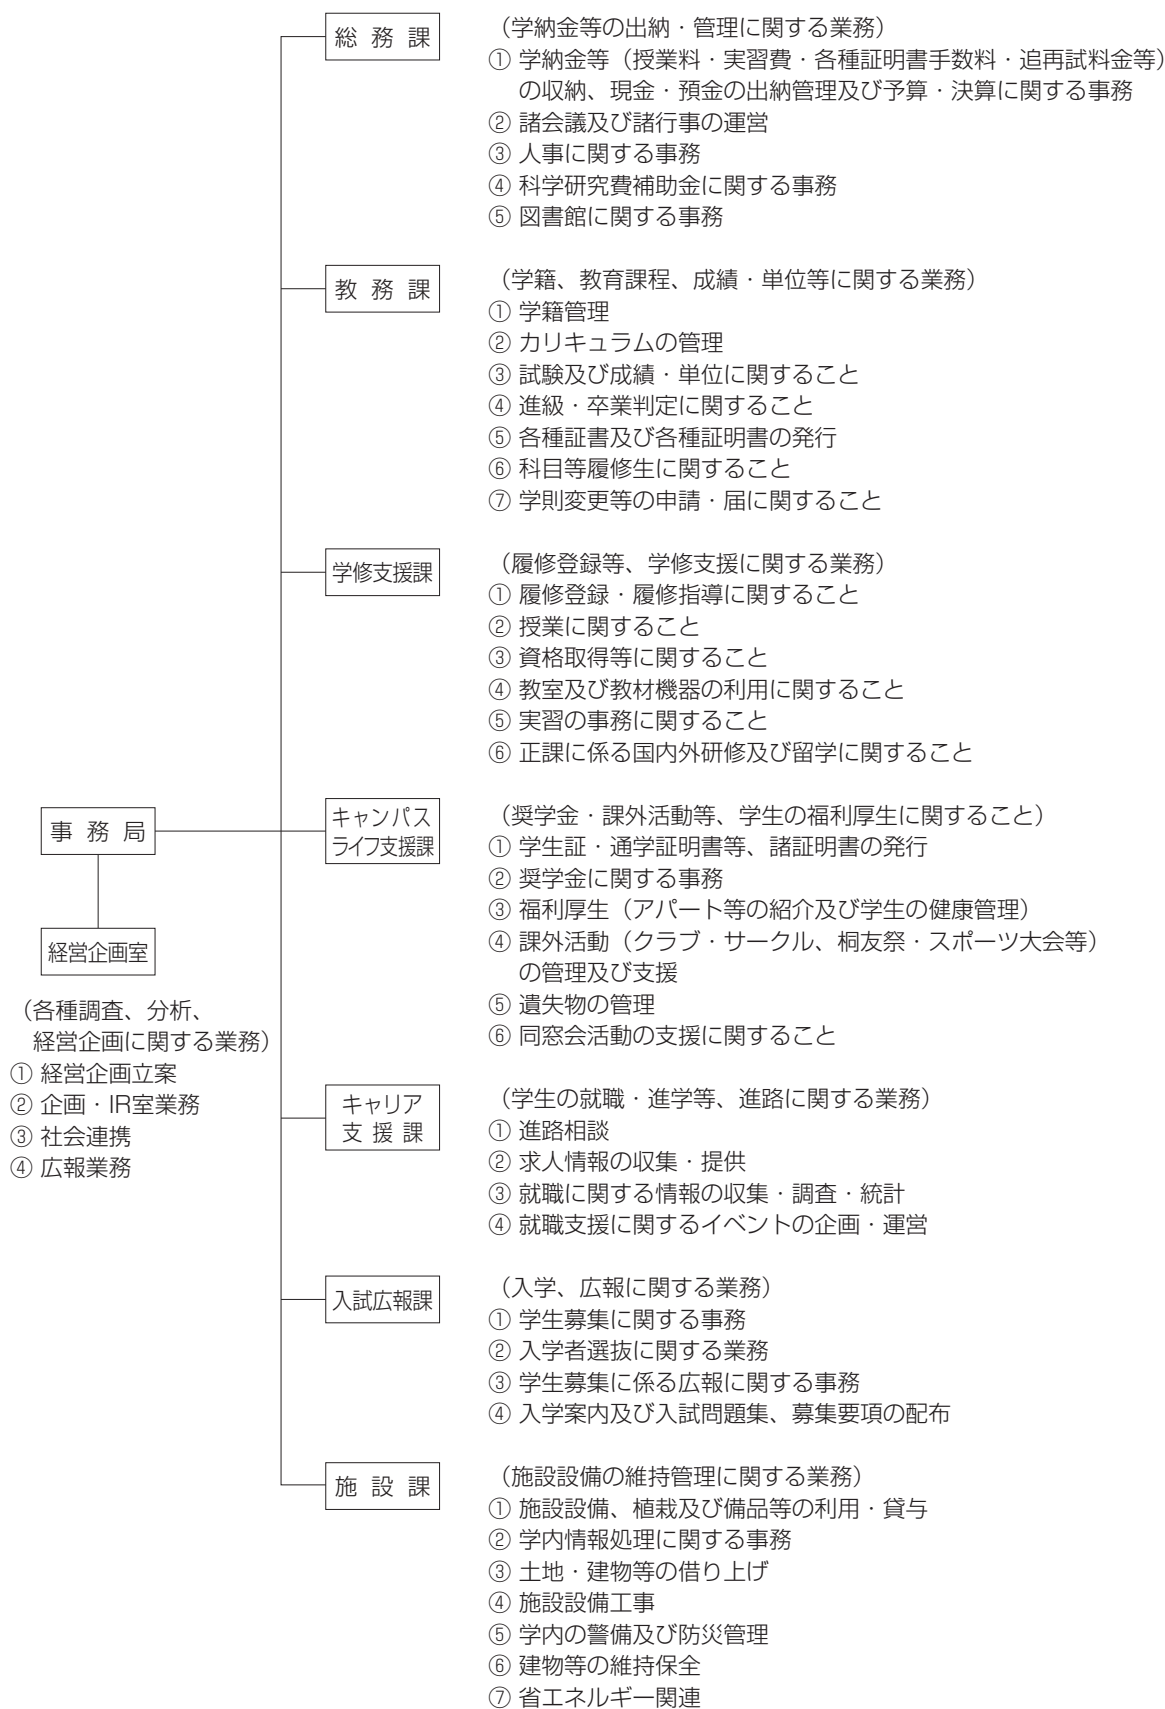 総務課
（学納金等の出納・管理に関する業務）
① 学納金等（授業料・実習費・各種証明書手数料・追再試料金等）
の収納、現金・預金の出納管理及び予算・決算に関する事務
② 諸会議及び諸行事の運営
③ 人事に関する事務
④ 科学研究費補助金に関する事務
⑤ 図書館に関する事務
教務課
（学籍、教育課程、成績・単位等に関する業務）
① 学籍管理
② カリキュラムの管理
③ 試験及び成績・単位に関すること
④ 進級・卒業判定に関すること
⑤ 各種証書及び各種証明書の発行
⑥ 科目等履修生に関すること
⑦ 学則変更等の申請・届に関すること
学修支援課
（履修登録等、学修支援に関する業務）
① 履修登録・履修指導に関すること
② 授業に関すること
③ 資格取得等に関すること
④ 教室及び教材機器の利用に関すること
⑤ 実習の事務に関すること
⑥ 正課に係る国内外研修及び留学に関すること
事務局
経営企画室
（各種調査、分析、
経営企画に関する業務）
① 経営企画立案
② 企画・IR室業務
③ 社会連携
④ 広報業務
キャンパス
ライフ支援課
（奨学金・課外活動等、学生の福利厚生に関すること）
① 学生証・通学証明書等、諸証明書の発行
② 奨学金に関する事務
③ 福利厚生（アパート等の紹介及び学生の健康管理）
④ 課外活動（クラブ・サークル、桐友祭・スポーツ大会等）
の管理及び支援
⑤ 遺失物の管理
⑥ 同窓会活動の支援に関すること
キャリア
支援課
（学生の就職・進学等、進路に関する業務）
① 進路相談
② 求人情報の収集・提供
③ 就職に関する情報の収集・調査・統計
④ 就職支援に関するイベントの企画・運営
入試広報課
（入学、広報に関する業務）
① 学生募集に関する事務
② 入学者選抜に関する業務
③ 学生募集に係る広報に関する事務
④ 入学案内及び入試問題集、募集要項の配布
施設課
（施設設備の維持管理に関する業務）
① 施設設備、植栽及び備品等の利用・貸与
② 学内情報処理に関する事務
③ 土地・建物等の借り上げ
④ 施設設備工事
⑤ 学内の警備及び防災管理
⑥ 建物等の維持保全
⑦ 省エネルギー関連